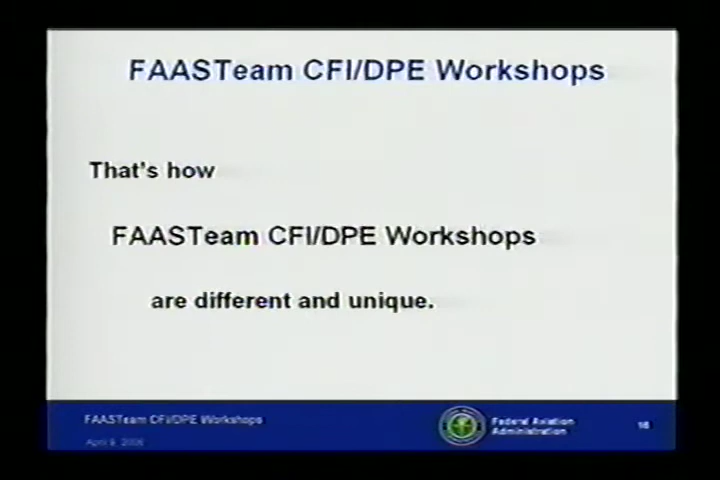 FAASTeam CFI/DPE Workshops
That's how
FAASTeam CFI/DPE Workshops
are different and unique.
FAASTeam CFI/DPE Workshops
Federal Aviation
Administration